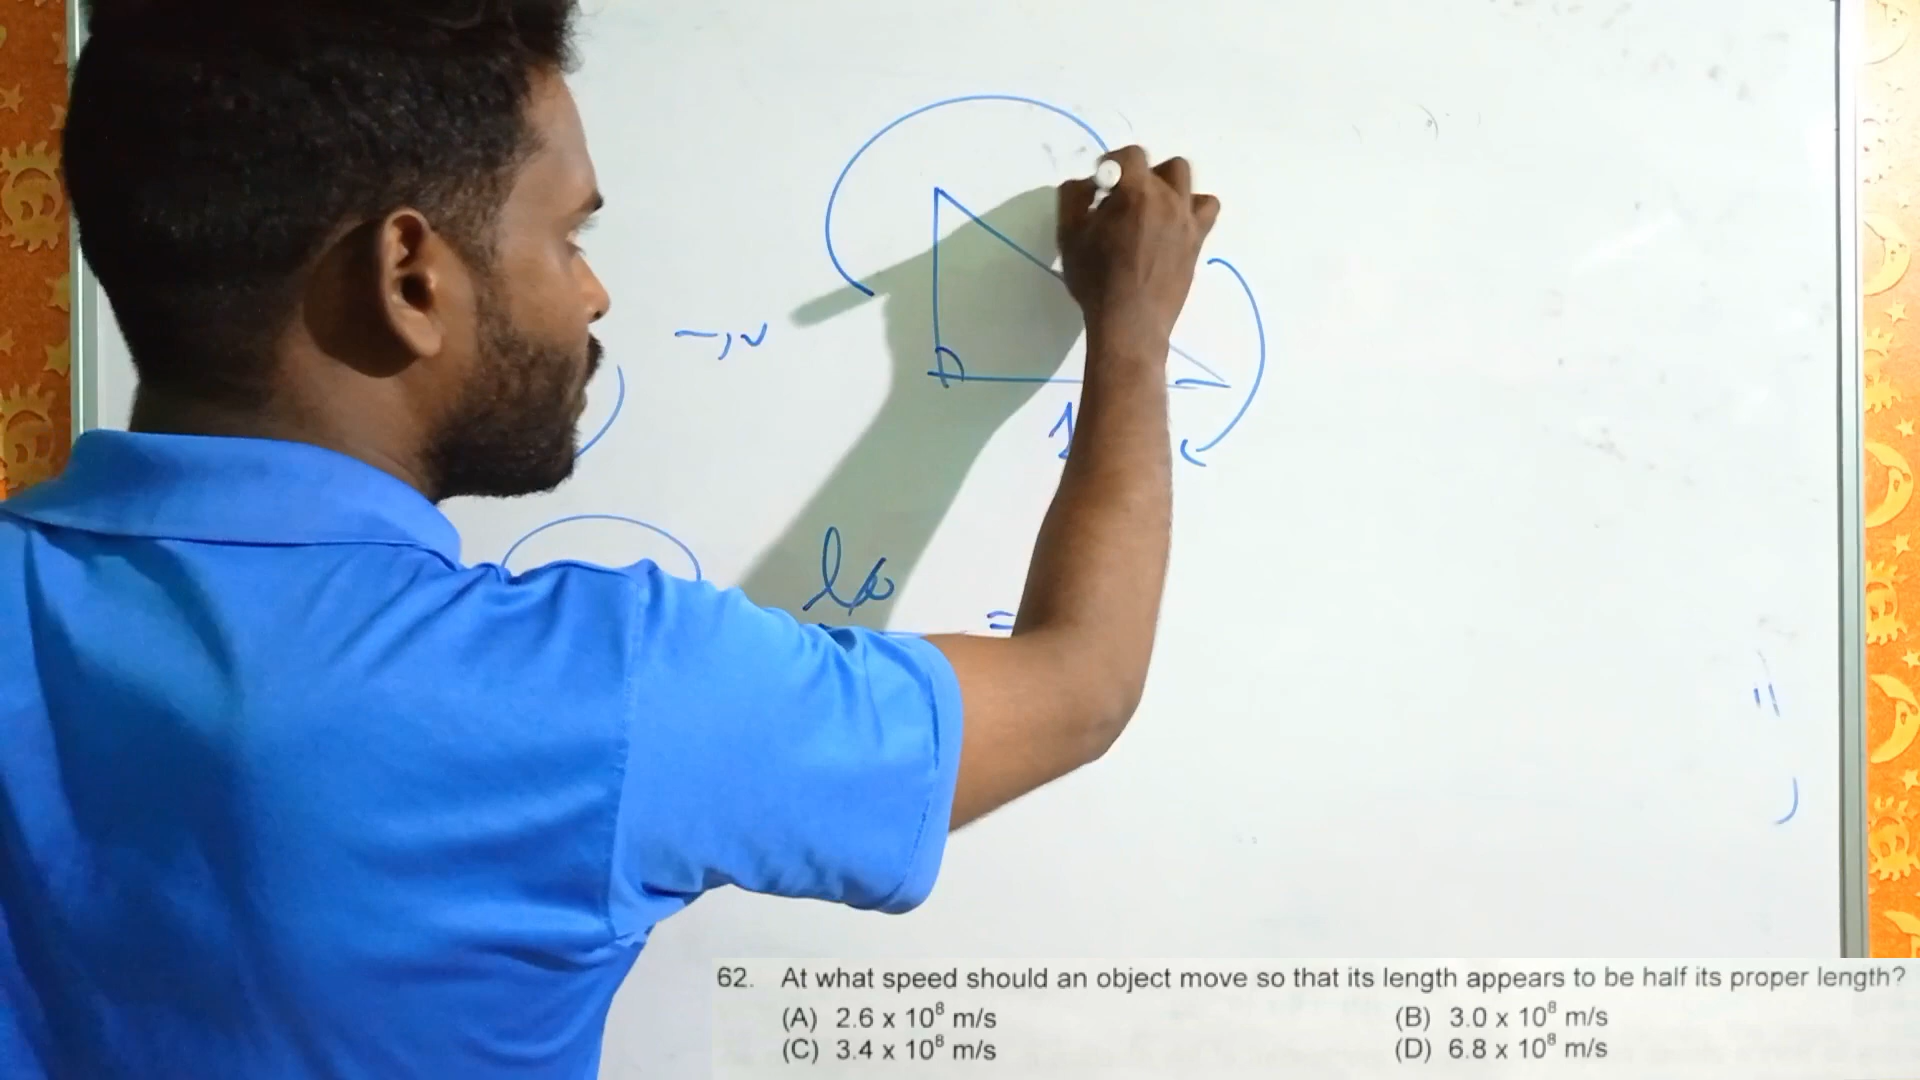 62. At what speed should an object move so that its length appears to be half its proper length?
(A) 2.6 x 10⁸ m/s (B) 3.0 x 10⁸ m/s
(C) 3.4 x 10⁸ m/s (D) 6.8 x 10⁸ m/s